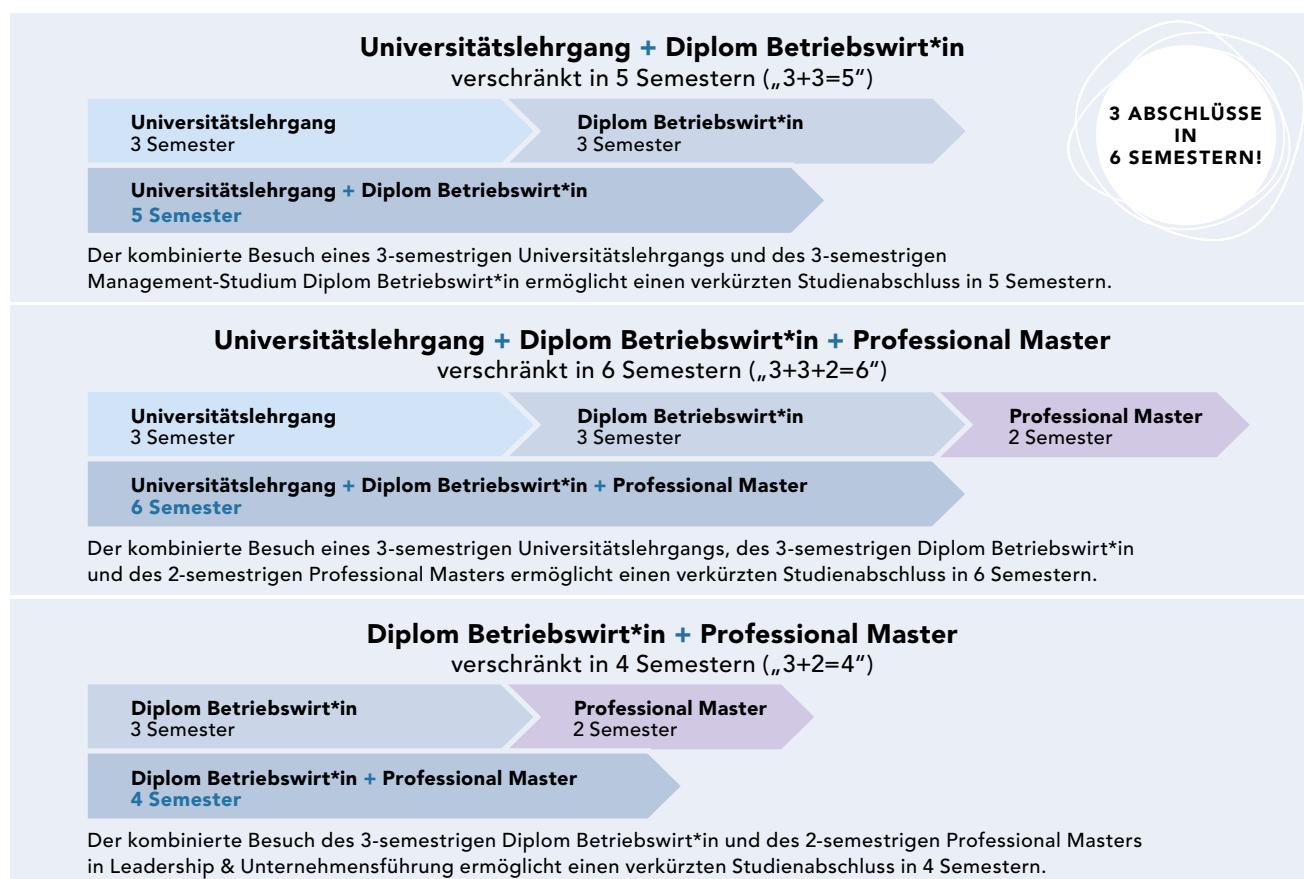 Universitätslehrgang + Diplom Betriebswirt*in
verschränkt in 5 Semestern („3+3=5“)
3 ABSCHLÜSSE
IN
6 SEMESTERN!
Universitätslehrgang
3 Semester
Diplom Betriebswirt*in
3 Semester
Universitätslehrgang + Diplom Betriebswirt*in
5 Semester
Der kombinierte Besuch eines 3-semestrigen Universitätslehrgangs und des 3-semestrigen
Management-Studium Diplom Betriebswirt*in ermöglicht einen verkürzten Studienabschluss in 5 Semestern.
Universitätslehrgang + Diplom Betriebswirt*in + Professional Master
verschränkt in 6 Semestern („3+3+2=6“)
Universitätslehrgang
3 Semester
Diplom Betriebswirt*in
3 Semester
Professional Master
2 Semester
Universitätslehrgang + Diplom Betriebswirt*in + Professional Master
6 Semester
Der kombinierte Besuch eines 3-semestrigen Universitätslehrgangs, des 3-semestrigen Diplom Betriebswirt*in
und des 2-semestrigen Professional Masters ermöglicht einen verkürzten Studienabschluss in 6 Semestern.
Diplom Betriebswirt*in + Professional Master
verschränkt in 4 Semestern („3+2=4“)
Diplom Betriebswirt*in
3 Semester
Professional Master
2 Semester
Diplom Betriebswirt*in + Professional Master
4 Semester
Der kombinierte Besuch des 3-semestrigen Diplom Betriebswirt*in und des 2-semestrigen Professional Masters
in Leadership & Unternehmensführung ermöglicht einen verkürzten Studienabschluss in 4 Semestern.